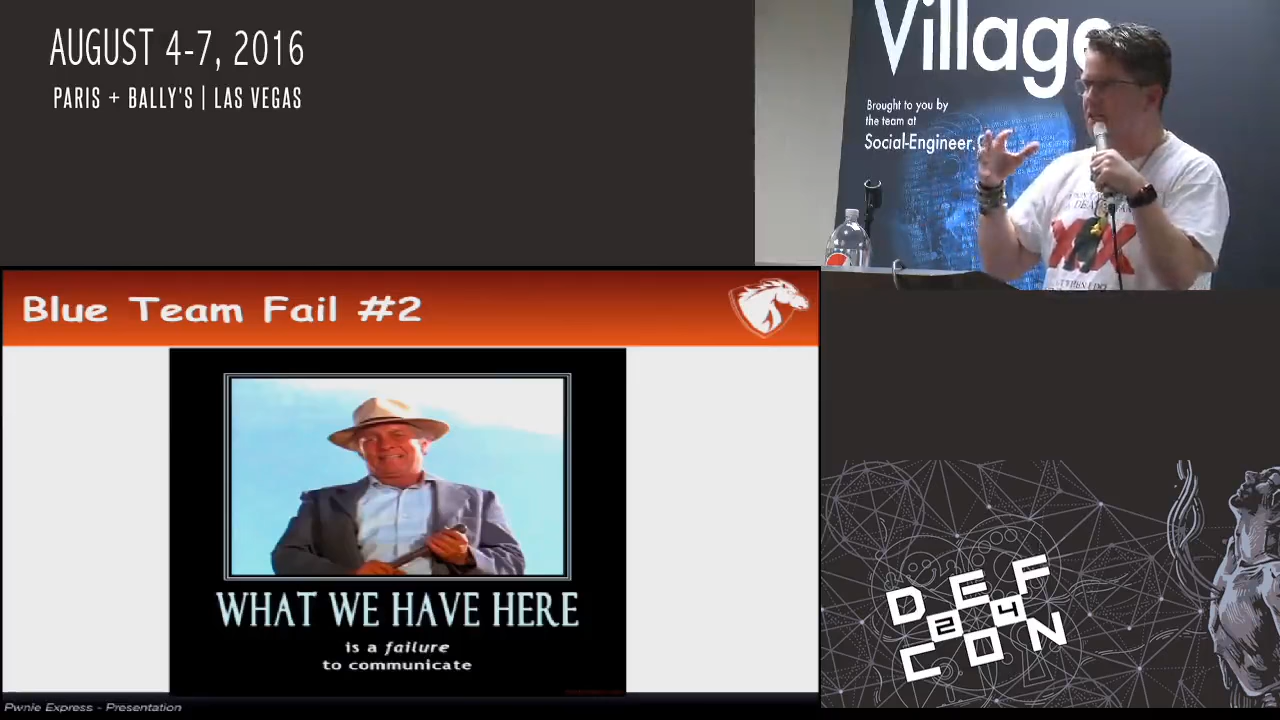 AUGUST 4-7, 2016
PARIS + BALLY'S | LAS VEGAS
Village
Brought to you by
the team at
Social-Engineer.
Blue Team Fail #2
WHAT WE HAVE HERE
is a failure
to communicate
Pwnie Express - Presentation
DEF
24
CON